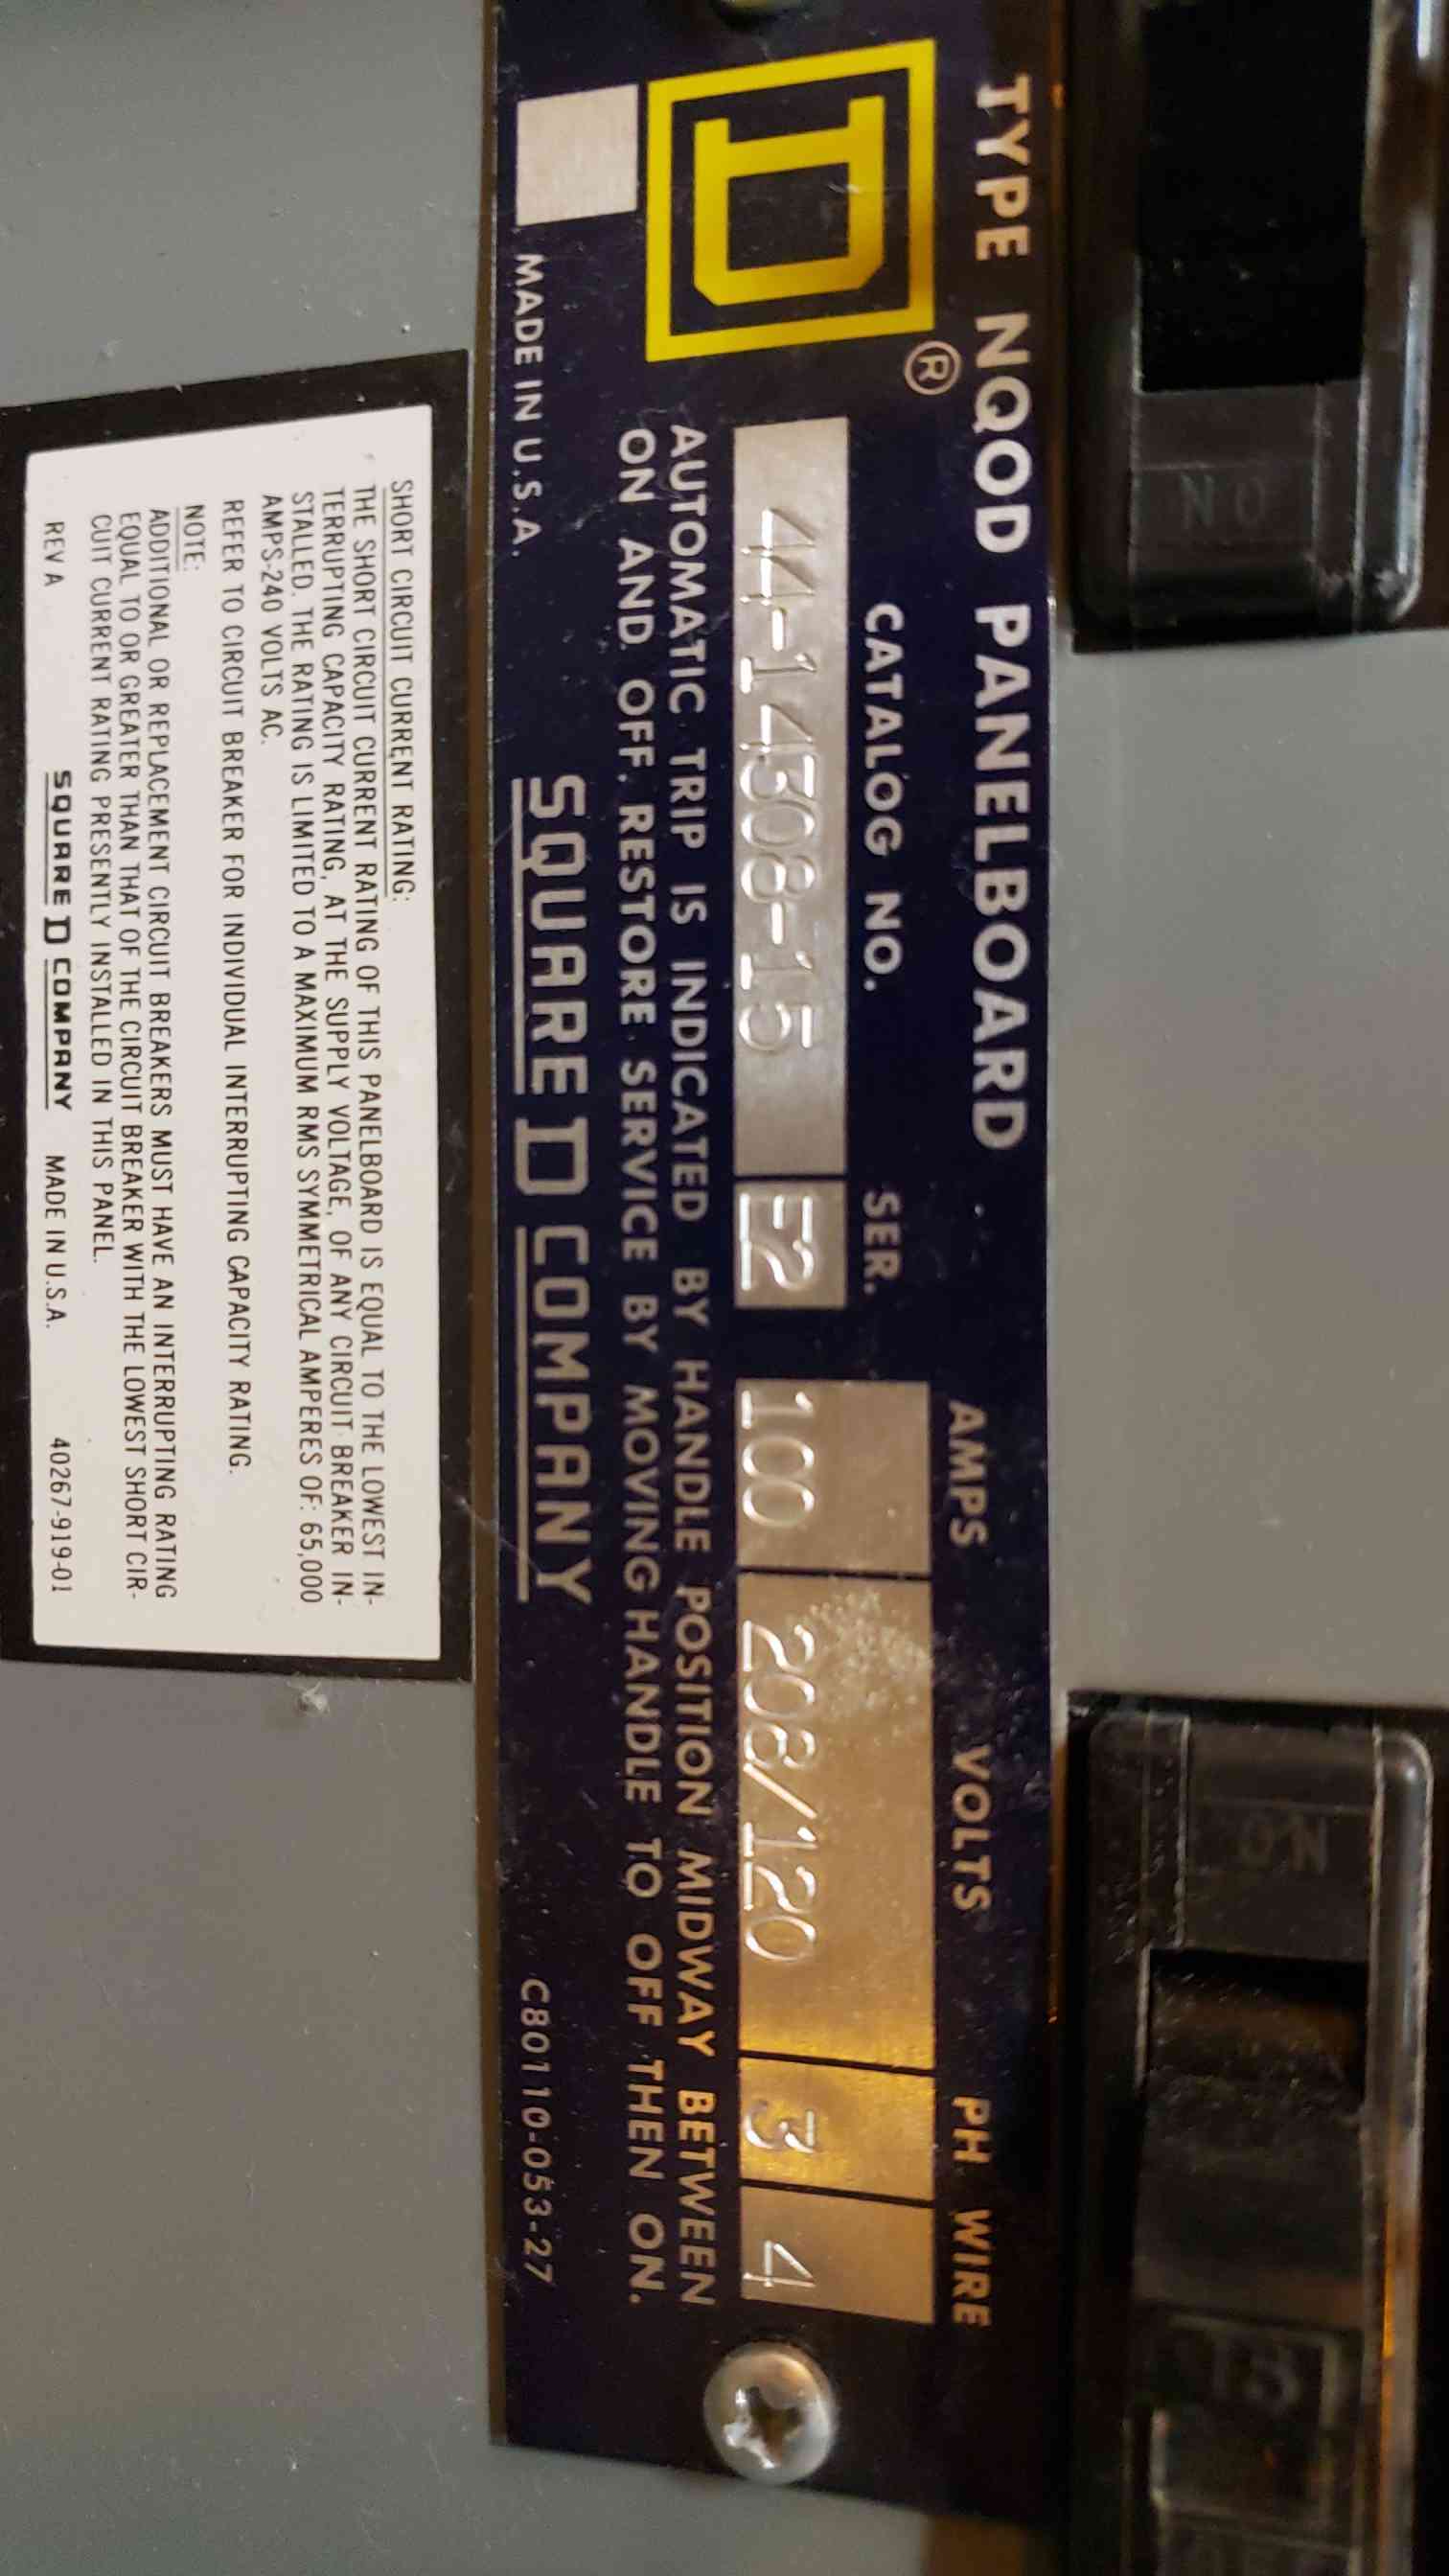 TYPE NQOD PANELBOARD
D®
CATALOG NO. SER. AMPS VOLTS PH WIRE
44-14508-15 E2 100 208/120 3 4
AUTOMATIC TRIP IS INDICATED BY HANDLE POSITION MIDWAY BETWEEN
ON AND OFF. RESTORE SERVICE BY MOVING HANDLE TO OFF THEN ON.
MADE IN U.S.A. SQUARE D COMPANY C80110-053-27
SHORT CIRCUIT CURRENT RATING:
THE SHORT CIRCUIT CURRENT RATING OF THIS PANELBOARD IS EQUAL TO THE LOWEST IN-
TERRUPTING CAPACITY RATING, AT THE SUPPLY VOLTAGE, OF ANY CIRCUIT BREAKER IN-
STALLED. THE RATING IS LIMITED TO A MAXIMUM RMS SYMMETRICAL AMPERES OF: 65,000
AMPS-240 VOLTS AC.
REFER TO CIRCUIT BREAKER FOR INDIVIDUAL INTERRUPTING CAPACITY RATING.
NOTE:
ADDITIONAL OR REPLACEMENT CIRCUIT BREAKERS MUST HAVE AN INTERRUPTING RATING
EQUAL TO OR GREATER THAN THAT OF THE CIRCUIT BREAKER WITH THE LOWEST SHORT CIR-
CUIT CURRENT RATING PRESENTLY INSTALLED IN THIS PANEL.
REV A SQUARE D COMPANY MADE IN U.S.A. 40267-919-01
ON
ON